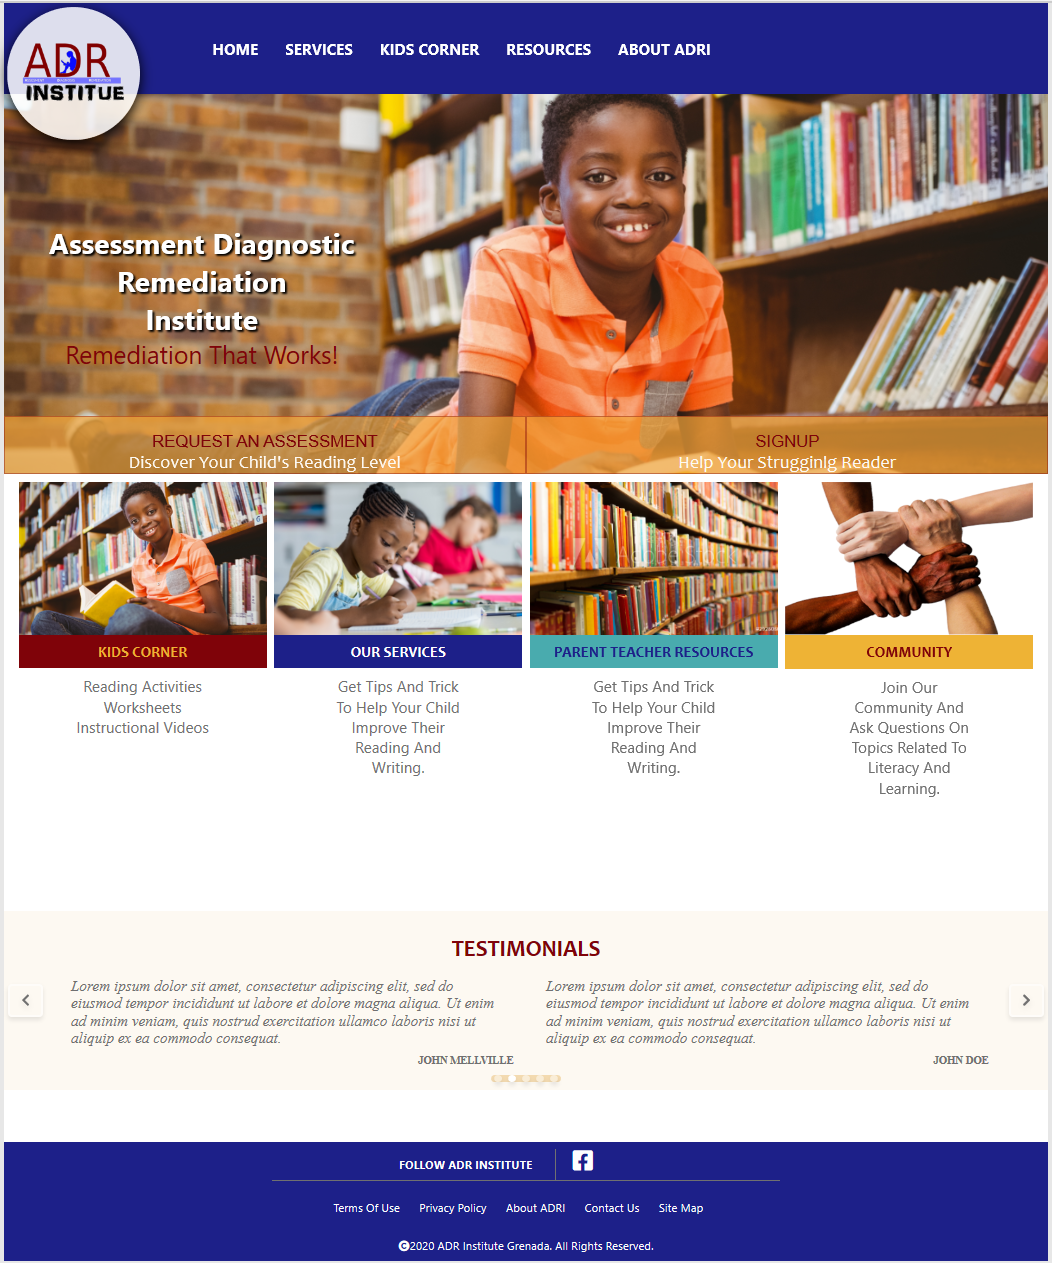 ADR
INSTITUE
HOME SERVICES KIDS CORNER RESOURCES ABOUT ADRI
Assessment Diagnostic
Remediation
Institute
Remediation That Works!
REQUEST AN ASSESSMENT
Discover Your Child's Reading Level
SIGNUP
Help Your Strugginlg Reader
KIDS CORNER
Reading Activities
Worksheets
Instructional Videos
OUR SERVICES
Get Tips And Trick
To Help Your Child
Improve Their
Reading And
Writing.
PARENT TEACHER RESOURCES
Get Tips And Trick
To Help Your Child
Improve Their
Reading And
Writing.
COMMUNITY
Join Our
Community And
Ask Questions On
Topics Related To
Literacy And
Learning.
TESTIMONIALS
Lorem ipsum dolor sit amet, consectetur adipiscing elit, sed do
eiusmod tempor incididunt ut labore et dolore magna aliqua. Ut enim
ad minim veniam, quis nostrud exercitation ullamco laboris nisi ut
aliquip ex ea commodo consequat.
JOHN MELLVILLE
Lorem ipsum dolor sit amet, consectetur adipiscing elit, sed do
eiusmod tempor incididunt ut labore et dolore magna aliqua. Ut enim
ad minim veniam, quis nostrud exercitation ullamco laboris nisi ut
aliquip ex ea commodo consequat.
JOHN DOE
FOLLOW ADR INSTITUTE
Terms Of Use Privacy Policy About ADRI Contact Us Site Map
©2020 ADR Institute Grenada. All Rights Reserved.